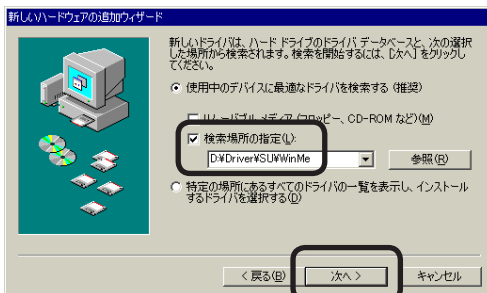 新しいハードウェアの追加ウィザード
新しいドライバは、ハード ドライブのドライバ データベースと、次の選択
した場所から検索されます。検索を開始するには、[次へ] をクリックし
てください。
使用中のデバイスに最適なドライバを検索する (推奨)
リムーバブル メディア (フロッピー、CD-ROM など)(M)
検索場所の指定(L):
D:¥Driver¥SU¥WinMe
参照(R)
特定の場所にあるすべてのドライバの一覧を表示し、インストール
するドライバを選択する(D)
< 戻る(B)
次へ >
キャンセル